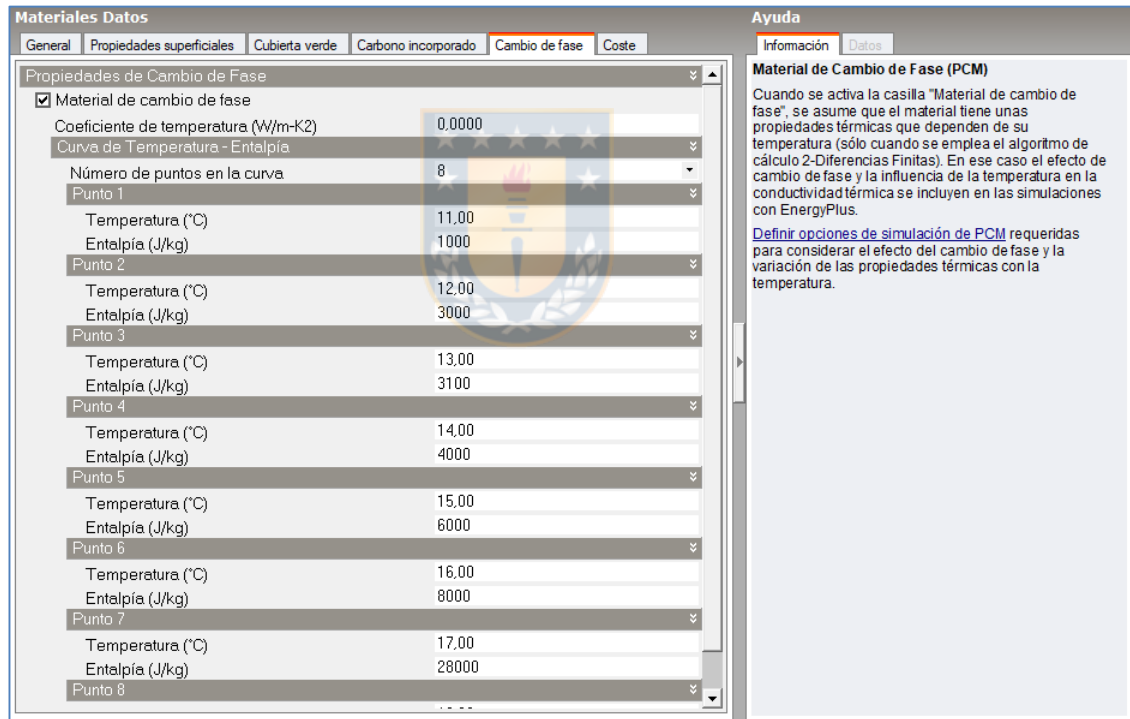 Materiales Datos
General Propiedades superficiales Cubierta verde Carbono incorporado Cambio de fase Coste
Propiedades de Cambio de Fase
Material de cambio de fase
Coeficiente de temperatura (W/m-K2) 0,0000
Curva de Temperatura - Entalpía
Número de puntos en la curva 8
Punto 1
Temperatura (°C) 11,00
Entalpía (J/kg) 1000
Punto 2
Temperatura (°C) 12,00
Entalpía (J/kg) 3000
Punto 3
Temperatura (°C) 13,00
Entalpía (J/kg) 3100
Punto 4
Temperatura (°C) 14,00
Entalpía (J/kg) 4000
Punto 5
Temperatura (°C) 15,00
Entalpía (J/kg) 6000
Punto 6
Temperatura (°C) 16,00
Entalpía (J/kg) 8000
Punto 7
Temperatura (°C) 17,00
Entalpía (J/kg) 28000
Punto 8
Ayuda
Información Datos
Material de Cambio de Fase (PCM)
Cuando se activa la casilla "Material de cambio de
fase", se asume que el material tiene unas
propiedades térmicas que dependen de su
temperatura (sólo cuando se emplea el algoritmo de
cálculo 2-Diferencias Finitas). En ese caso el efecto de
cambio de fase y la influencia de la temperatura en la
conductividad térmica se incluyen en las simulaciones
con EnergyPlus.
Definir opciones de simulación de PCM requeridas
para considerar el efecto del cambio de fase y la
variación de las propiedades térmicas con la
temperatura.